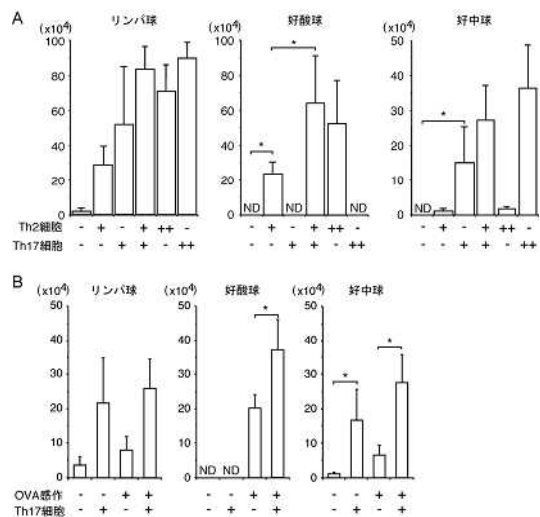 A
リンパ球
好酸球
好中球
(x10⁴)
(x10⁴)
(x10⁴)
100
80
60
40
20
0
100
80
60
40
20
0
50
40
30
20
10
0
*
*
*
ND
ND
ND
ND
Th2細胞 - + - + ++ -
- + - + ++ -
- + - + ++ -
Th17細胞 - - + + - ++
- - + + - ++
- - + + - ++
B
リンパ球
好酸球
好中球
(x10⁴)
(x10⁴)
(x10⁴)
50
40
30
20
10
0
50
40
30
20
10
0
50
40
30
20
10
0
*
*
*
ND
ND
OVA感作 - - + +
- - + +
- - + +
Th17細胞 - + - +
- + - +
- + - +